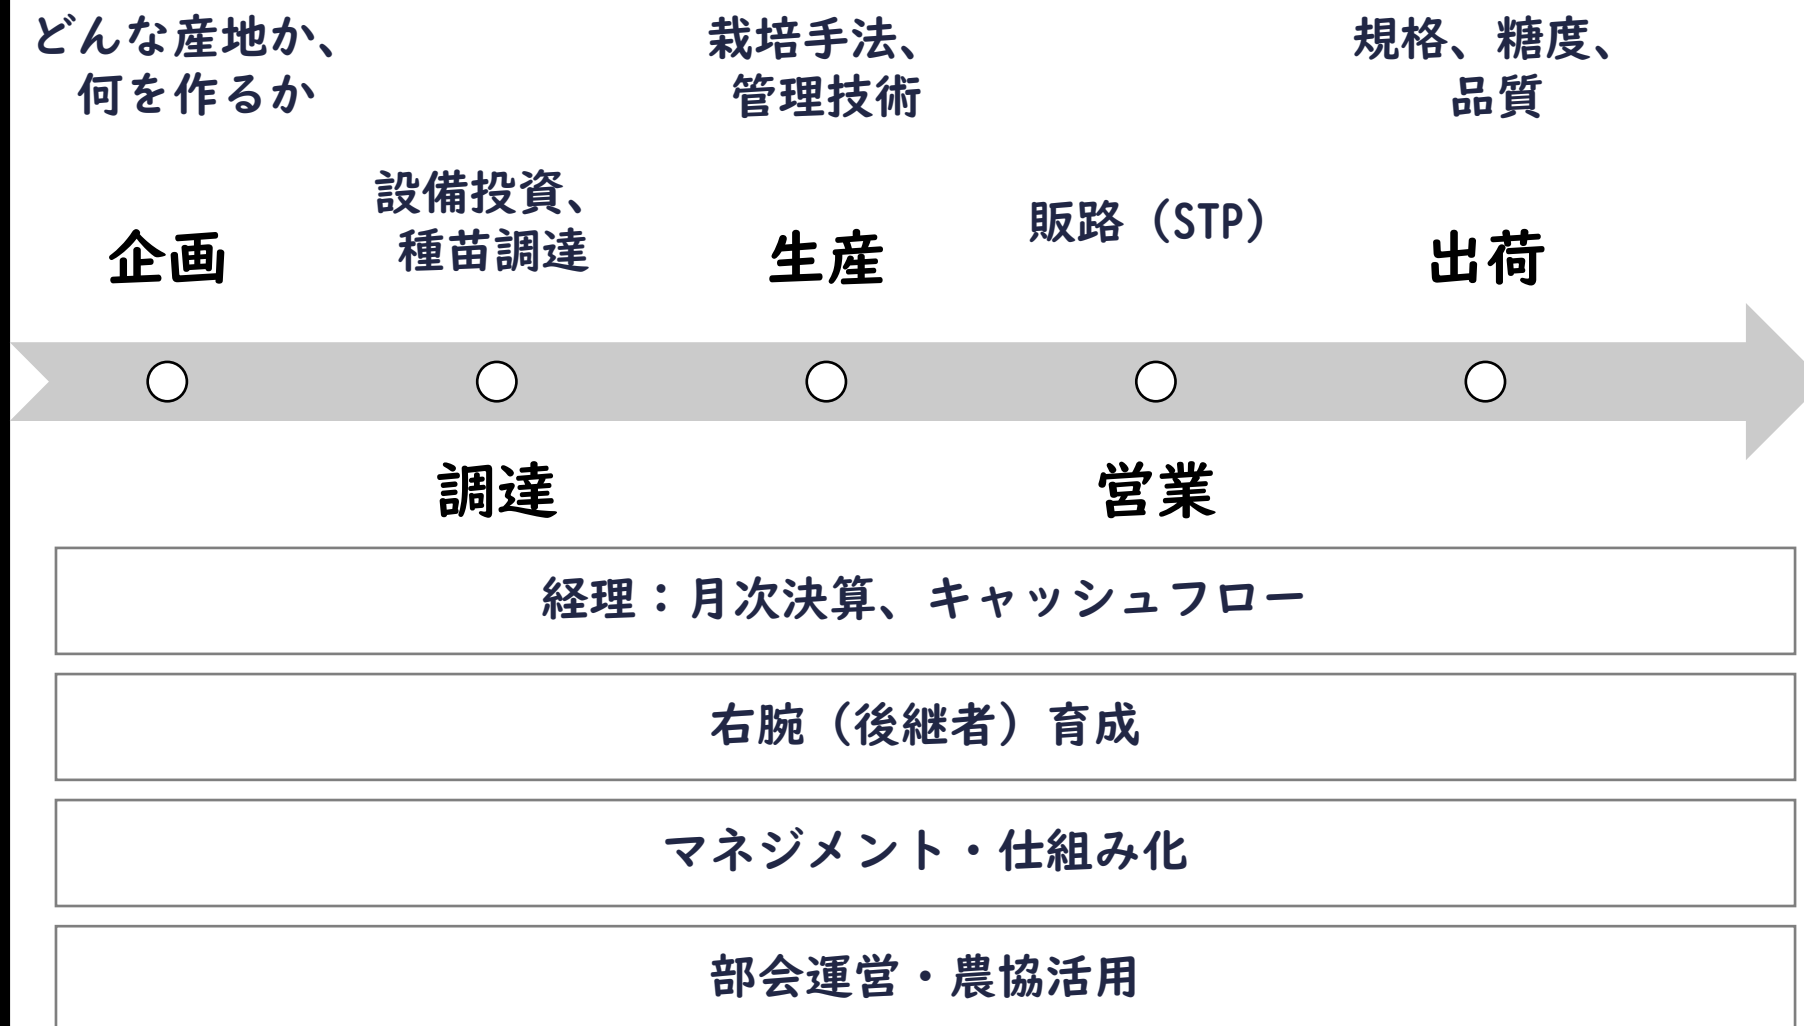 どんな産地か、
何を作るか
栽培手法、
管理技術
規格、糖度、
品質
設備投資、
種苗調達
販路（STP）
企画
生産
出荷
調達
営業
経理：月次決算、キャッシュフロー
右腕（後継者）育成
マネジメント・仕組み化
部会運営・農協活用